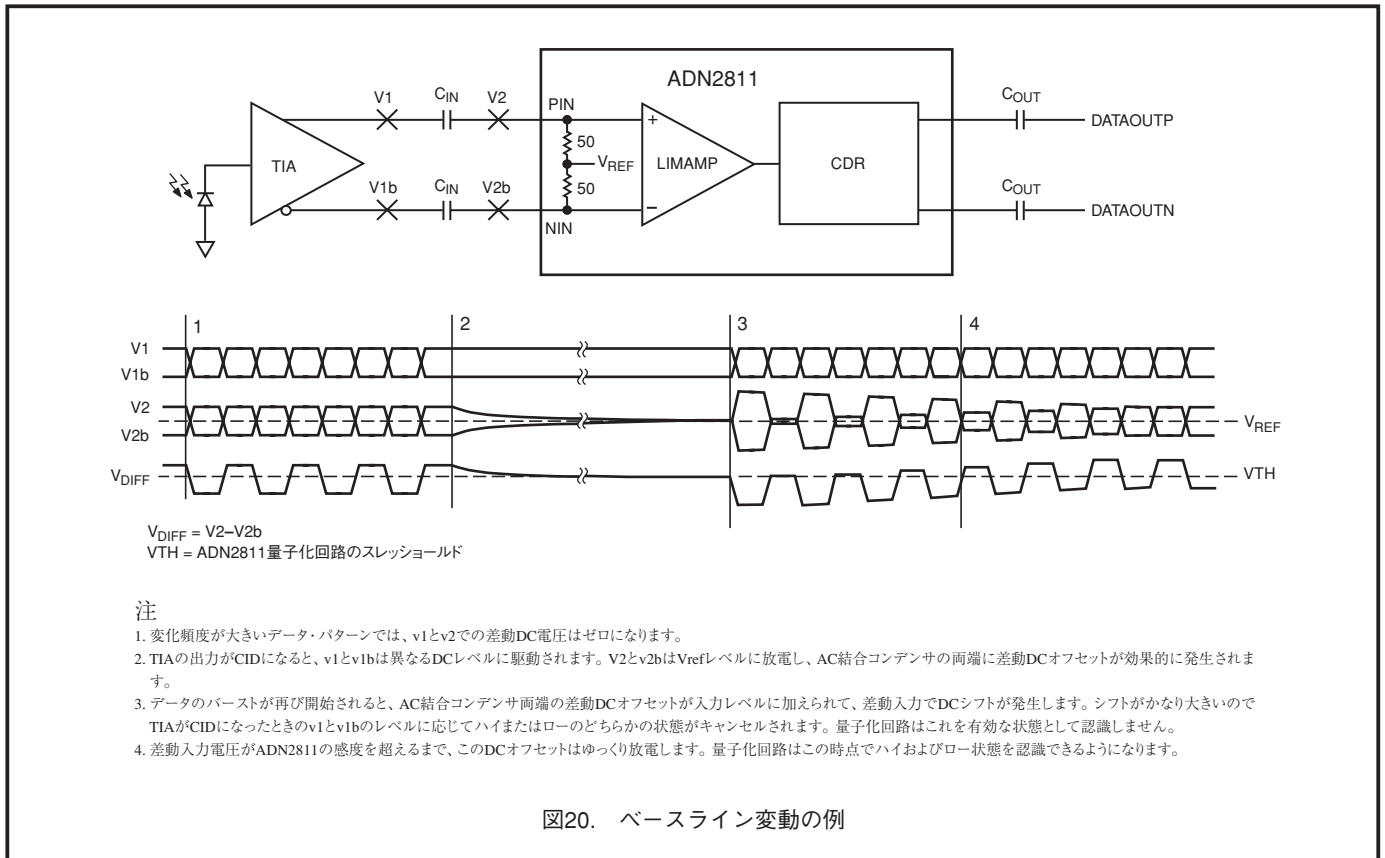 ADN2811
V1
CIN
V2
PIN
COUT
DATAOUTP
50
+
TIA
VREF
LIMAMP
CDR
50
V1b
CIN
V2b
−
COUT
DATAOUTN
NIN
1
2
3
4
V1
V1b
V2
VREF
V2b
VDIFF
VTH
VDIFF = V2–V2b
VTH = ADN2811量子化回路のスレッショールド
注
1. 変化頻度が大きいデータ・パターンでは、v1とv2での差動DC電圧はゼロになります。
2. TIAの出力がCIDになると、v1とv1bは異なるDCレベルに駆動されます。V2とv2bはVrefレベルに放電し、AC結合コンデンサの両端に差動DCオフセットが効果的に発生されま
す。
3. データのバーストが再び開始されると、AC結合コンデンサ両端の差動DCオフセットが入力レベルに加えられて、差動入力でDCシフトが発生します。シフトがかなり大きいので
TIAがCIDになったときのv1とv1bのレベルに応じてハイまたはローのどちらかの状態がキャンセルされます。量子化回路はこれを有効な状態として認識しません。
4. 差動入力電圧がADN2811の感度を超えるまで、このDCオフセットはゆっくり放電します。量子化回路はこの時点でハイおよびロー状態を認識できるようになります。
図20. ベースライン変動の例